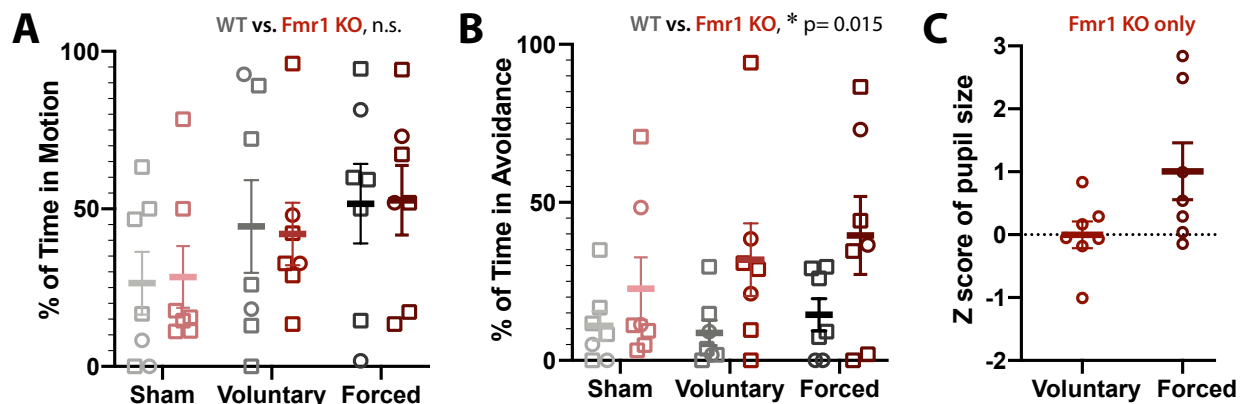 A
WT vs. Fmr1 KO, n.s.
% of Time in Motion
100
50
0
Sham
Voluntary
Forced
B
WT vs. Fmr1 KO, * p= 0.015
% of Time in Avoidance
100
50
0
Sham
Voluntary
Forced
C
Fmr1 KO only
Z score of pupil size
3
2
1
0
-1
-2
Voluntary
Forced